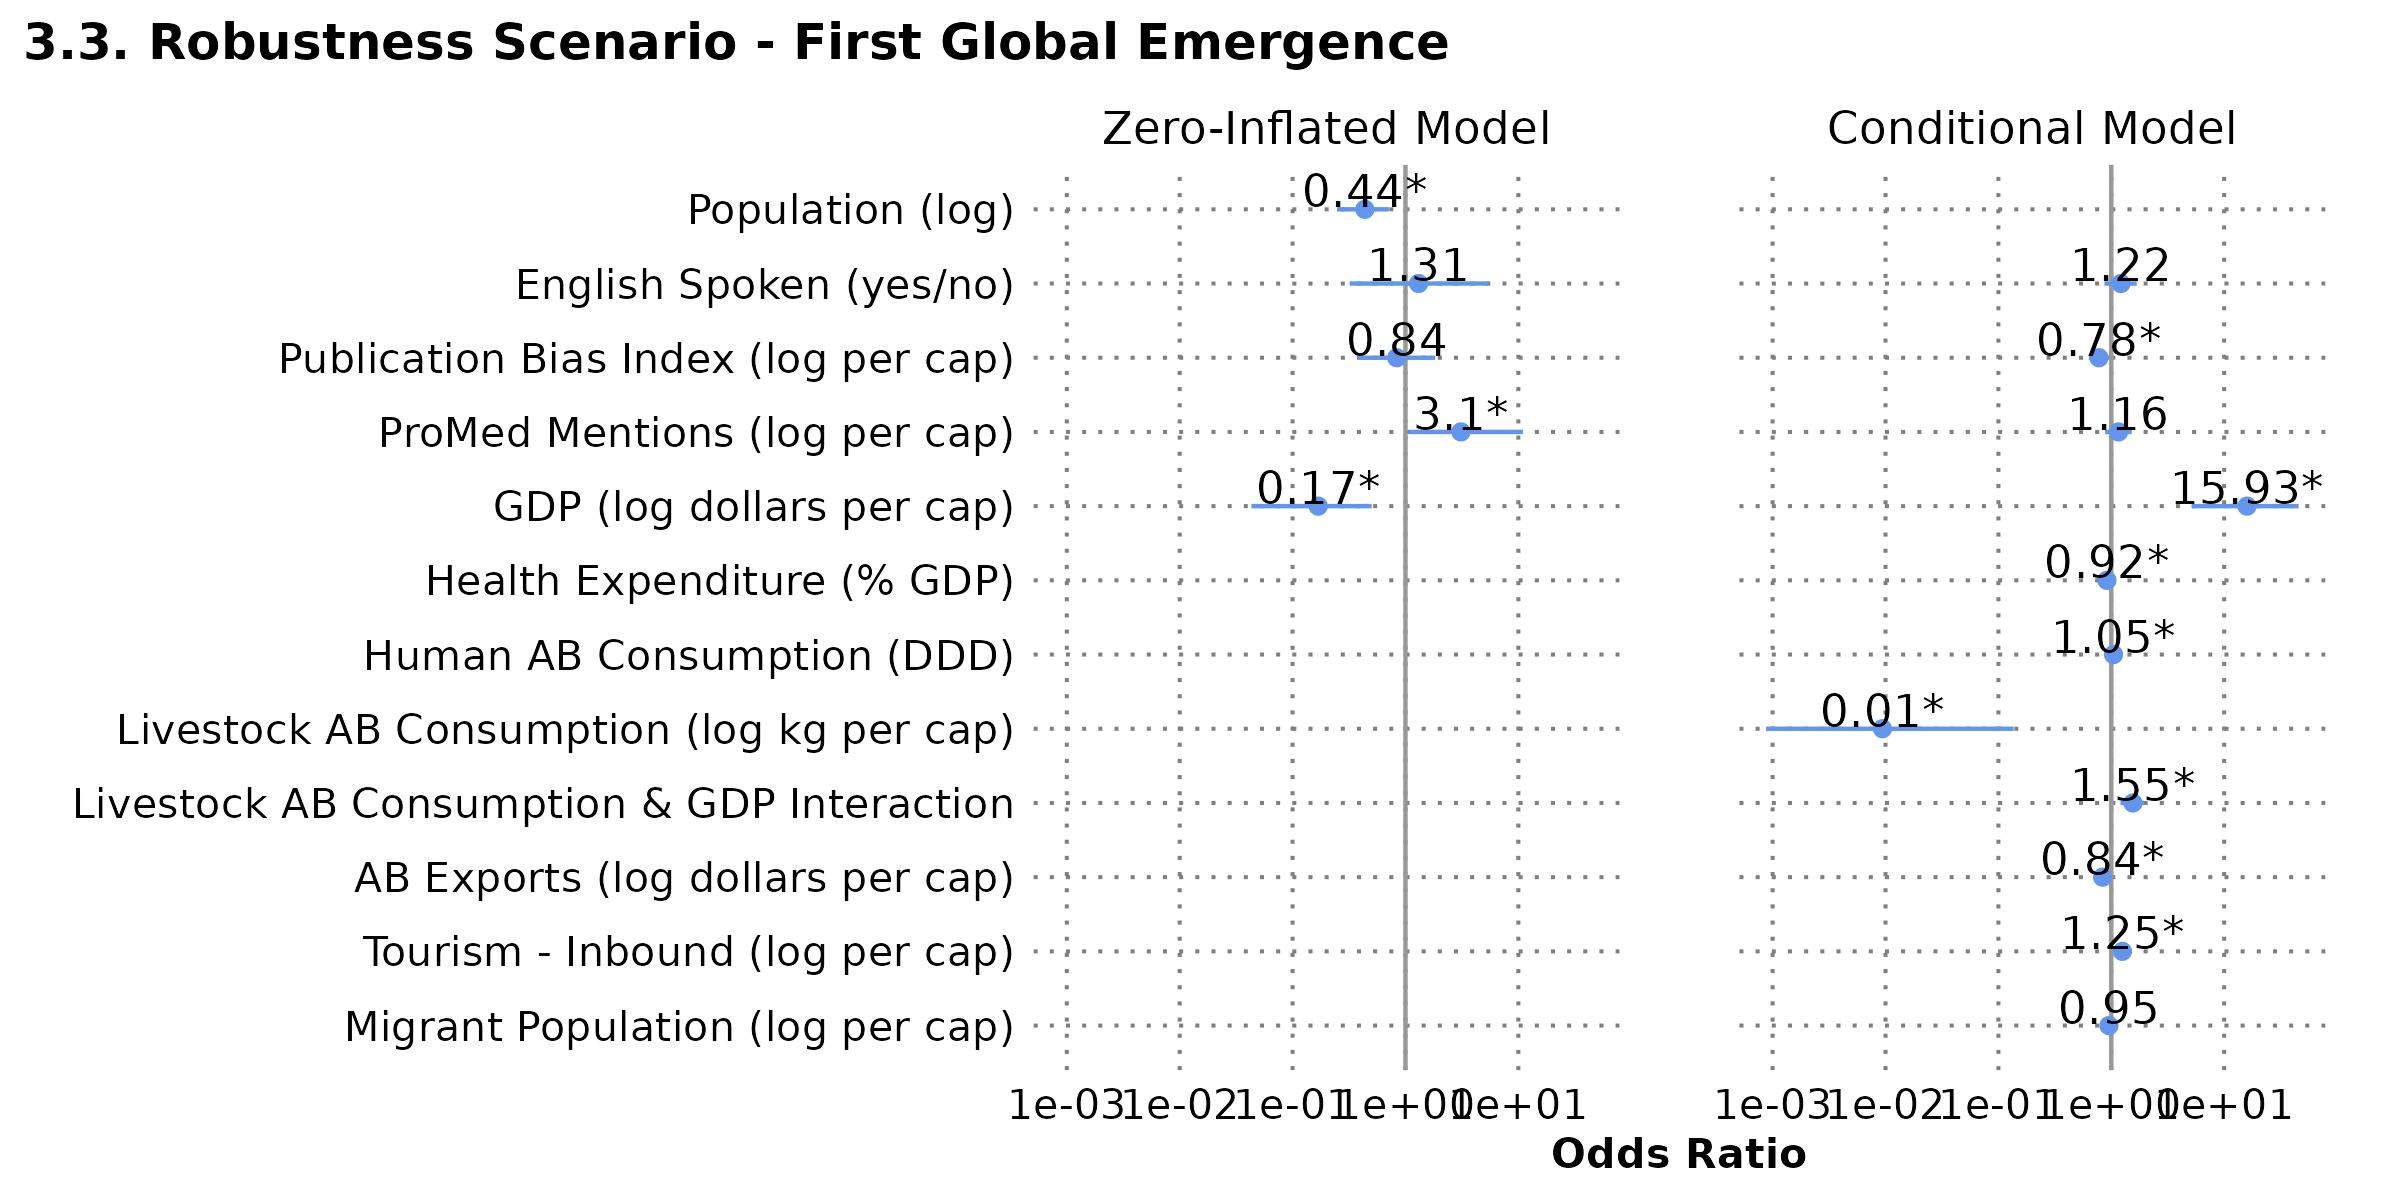 3.3. Robustness Scenario - First Global Emergence
Zero-Inflated Model Conditional Model
Population (log) 0.44*
English Spoken (yes/no) 1.31 1.22
Publication Bias Index (log per cap) 0.84 0.78*
ProMed Mentions (log per cap) 3.1* 1.16
GDP (log dollars per cap) 0.17* 15.93*
Health Expenditure (% GDP) 0.92*
Human AB Consumption (DDD) 1.05*
Livestock AB Consumption (log kg per cap) 0.01*
Livestock AB Consumption & GDP Interaction 1.55*
AB Exports (log dollars per cap) 0.84*
Tourism - Inbound (log per cap) 1.25*
Migrant Population (log per cap) 0.95
1e-03 1e-02 1e-01 1e+00 1e+01 1e-03 1e-02 1e-01 1e+00 1e+01
Odds Ratio